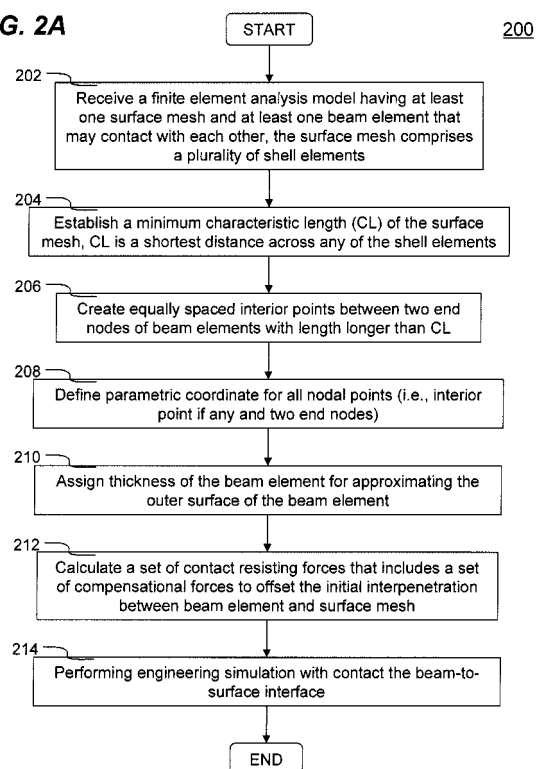 G. 2A
START
200
202
Receive a finite element analysis model having at least
one surface mesh and at least one beam element that
may contact with each other, the surface mesh comprises
a plurality of shell elements
204
Establish a minimum characteristic length (CL) of the surface
mesh, CL is a shortest distance across any of the shell elements
206
Create equally spaced interior points between two end
nodes of beam elements with length longer than CL
208
Define parametric coordinate for all nodal points (i.e., interior
point if any and two end nodes)
210
Assign thickness of the beam element for approximating the
outer surface of the beam element
212
Calculate a set of contact resisting forces that includes a set
of compensational forces to offset the initial interpenetration
between beam element and surface mesh
214
Performing engineering simulation with contact the beam-to-
surface interface
END